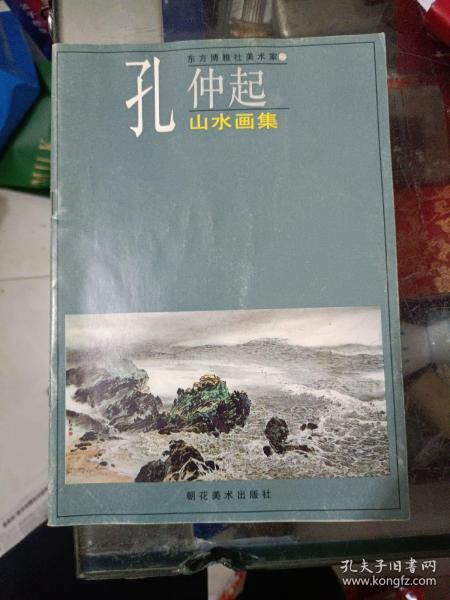 东方博雅社美术家
孔仲起
山水画集
朝花美术出版社
MILK
孔夫子旧书网
www.kongfz.com